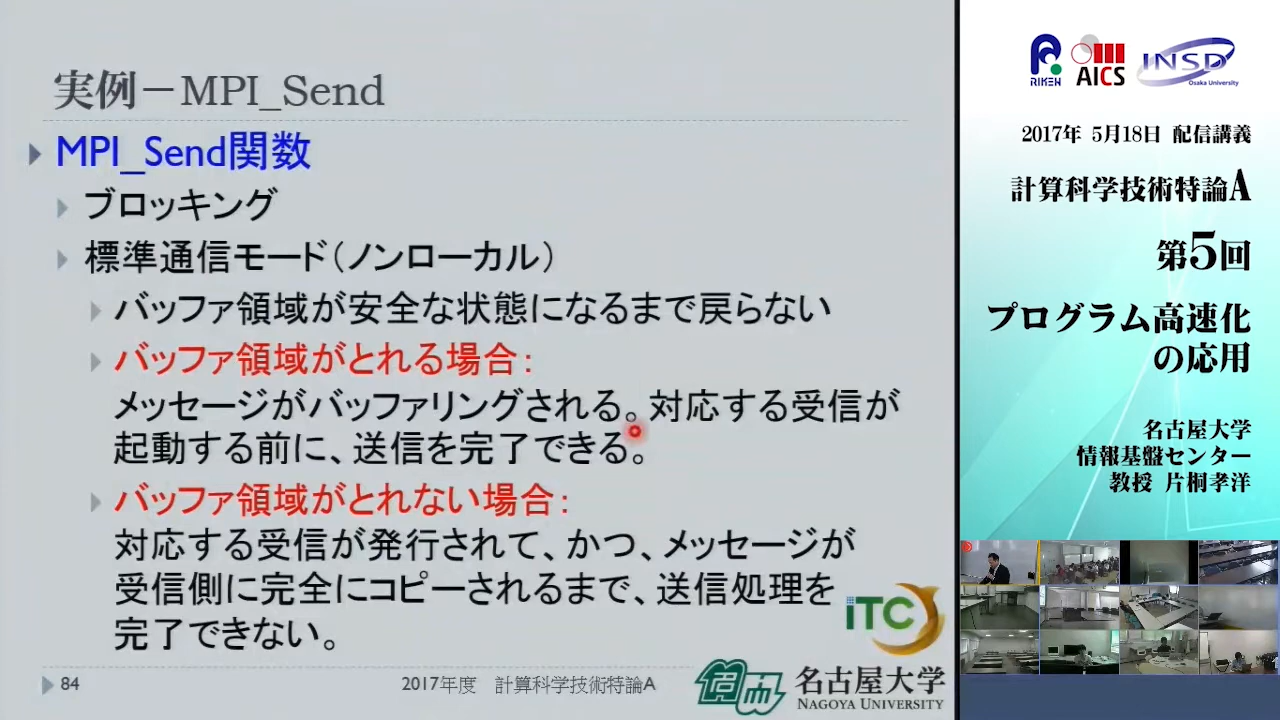 実例－MPI_Send
MPI_Send関数
ブロッキング
標準通信モード（ノンローカル）
バッファ領域が安全な状態になるまで戻らない
バッファ領域がとれる場合：
メッセージがバッファリングされる。対応する受信が
起動する前に、送信を完了できる。
バッファ領域がとれない場合：
対応する受信が発行されて、かつ、メッセージが
受信側に完全にコピーされるまで、送信処理を
完了できない。
iTC
84
2017年度　計算科学技術特論A
名古屋大学
NAGOYA UNIVERSITY
RIKEN
AICS
INSD
Osaka University
2017年 5月18日 配信講義
計算科学技術特論A
第5回
プログラム高速化
の応用
名古屋大学
情報基盤センター
教授 片桐孝洋